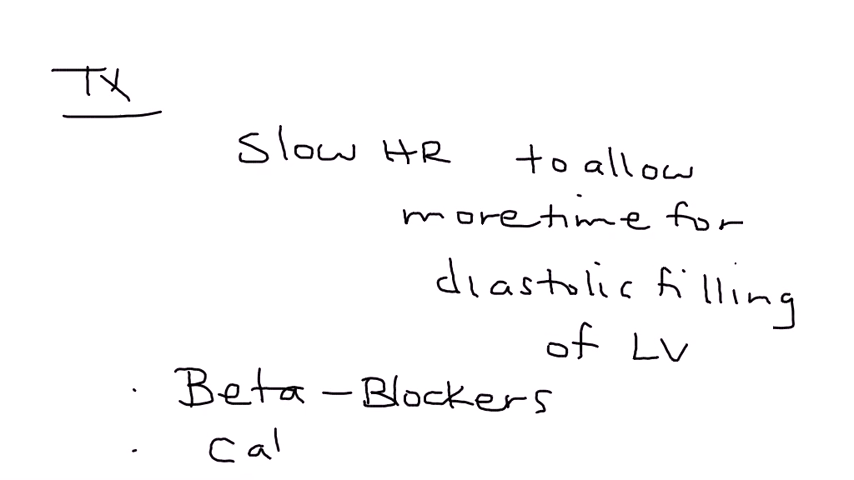 Tx
Slow HR to allow
more time for
diastolic filling
of LV
· Beta-Blockers
· Cal